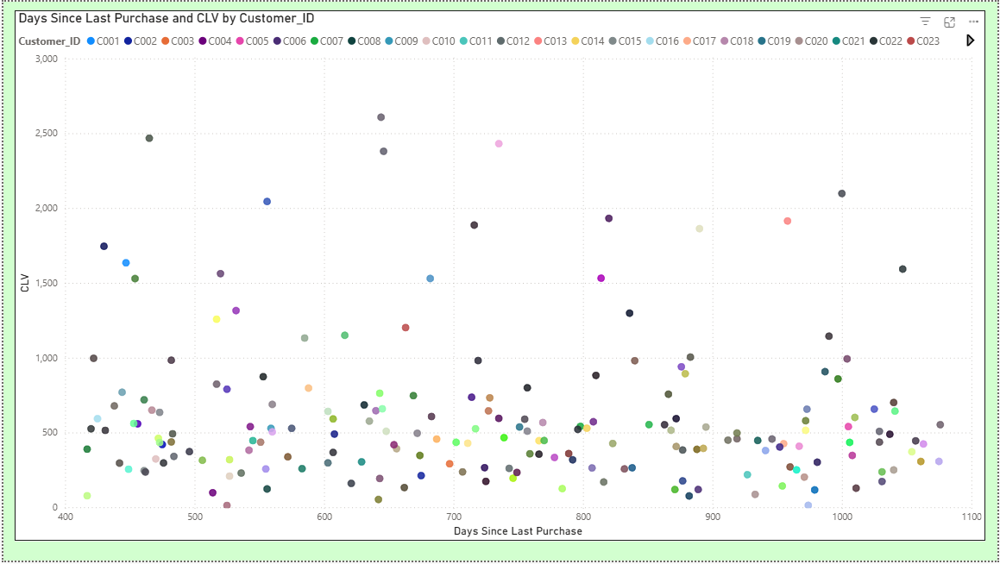 Days Since Last Purchase and CLV by Customer_ID
Customer_ID C001 C002 C003 C004 C005 C006 C007 C008 C009 C010 C011 C012 C013 C014 C015 C016 C017 C018 C019 C020 C021 C022 C023
3,000
2,500
2,000
1,500
1,000
500
0
CLV
400 500 600 700 800 900 1000 1100
Days Since Last Purchase